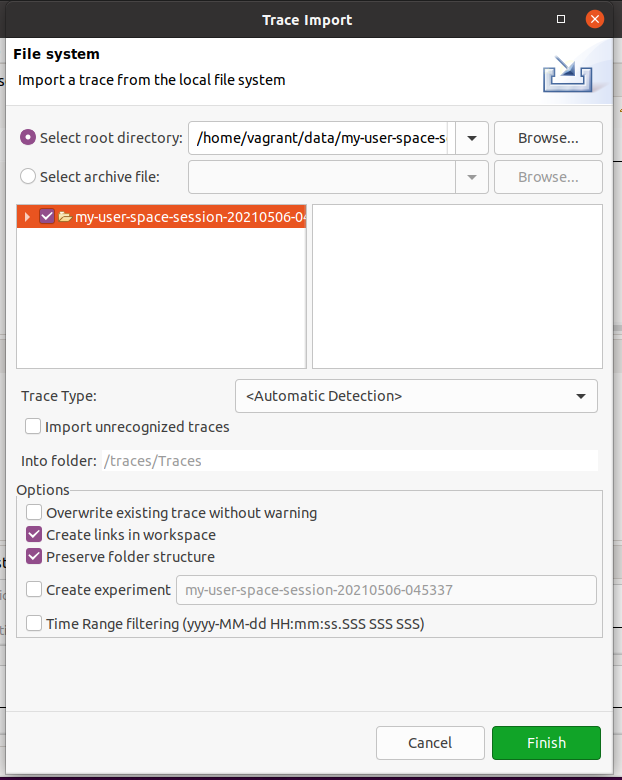 Trace Import
File system
Import a trace from the local file system
Select root directory: /home/vagrant/data/my-user-space-s Browse...
Select archive file: Browse...
my-user-space-session-20210506-04
Trace Type: <Automatic Detection>
Import unrecognized traces
Into folder: /traces/Traces
Options
Overwrite existing trace without warning
Create links in workspace
Preserve folder structure
Create experiment my-user-space-session-20210506-045337
Time Range filtering (yyyy-MM-dd HH:mm:ss.SSS SSS SSS)
Cancel Finish